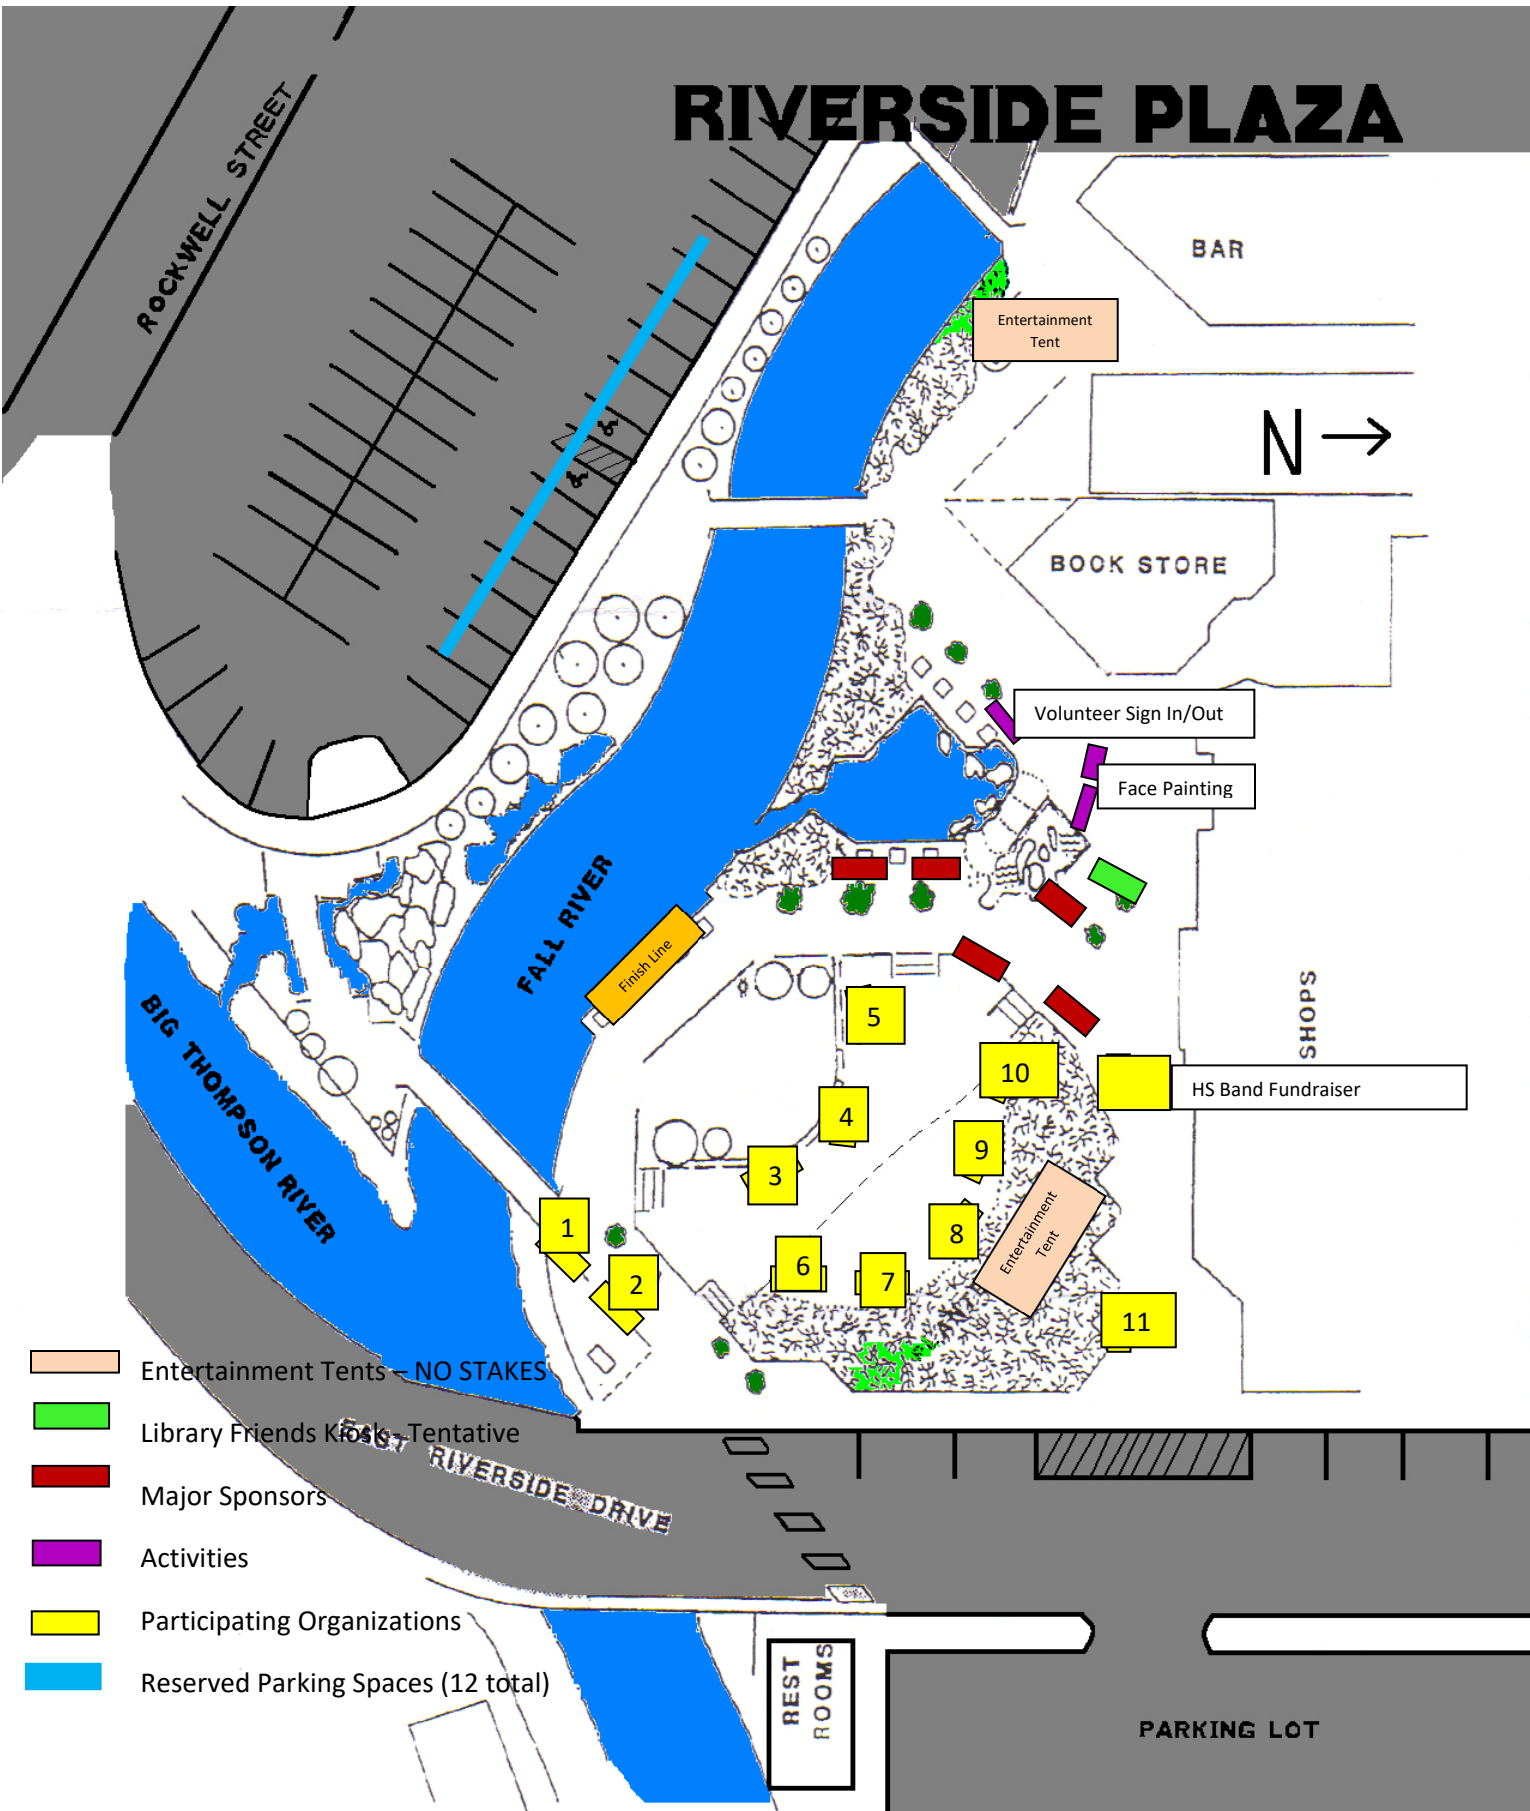 RIVERSIDE PLAZA
ROCKWELL STREET
BAR
Entertainment
Tent
N
BOOK STORE
Volunteer Sign In/Out
Face Painting
FALL RIVER
Finish Line
BIG THOMPSON RIVER
SHOPS
5
10
HS Band Fundraiser
4
9
3
1
8
Entertainment
Tent
2
6
7
11
Entertainment Tents – NO STAKES
Library Friends Kiosk - Tentative
EAST RIVERSIDE DRIVE
Major Sponsors
Activities
Participating Organizations
Reserved Parking Spaces (12 total)
REST
ROOMS
PARKING LOT